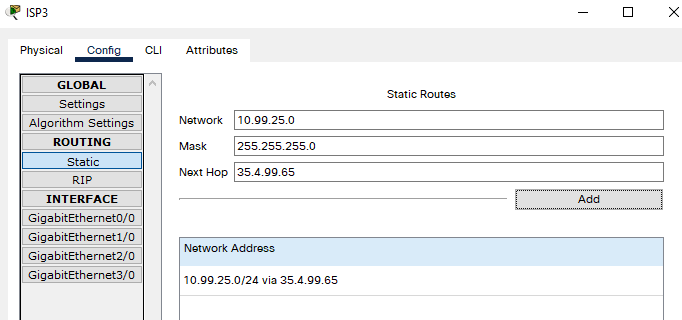 ISP3
Physical Config CLI Attributes
GLOBAL
Settings
Algorithm Settings
ROUTING
Static
RIP
INTERFACE
GigabitEthernet0/0
GigabitEthernet1/0
GigabitEthernet2/0
GigabitEthernet3/0
Static Routes
Network 10.99.25.0
Mask 255.255.255.0
Next Hop 35.4.99.65
Add
Network Address
10.99.25.0/24 via 35.4.99.65